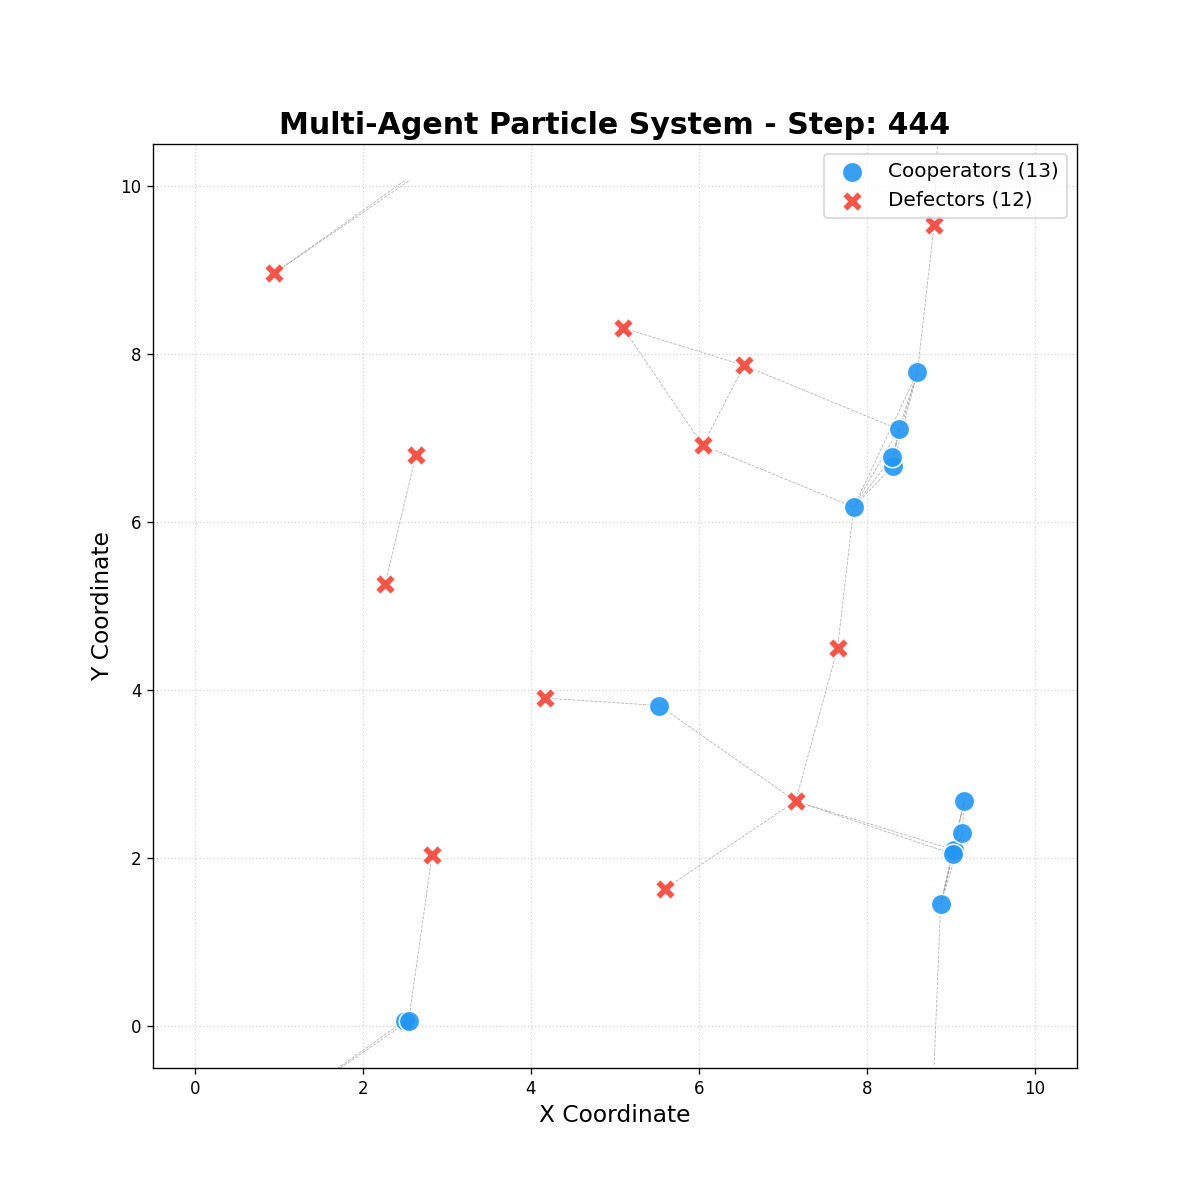 Multi-Agent Particle System - Step: 444
Cooperators (13)
Defectors (12)
10
8
6
4
2
0
Y Coordinate
0 2 4 6 8 10
X Coordinate